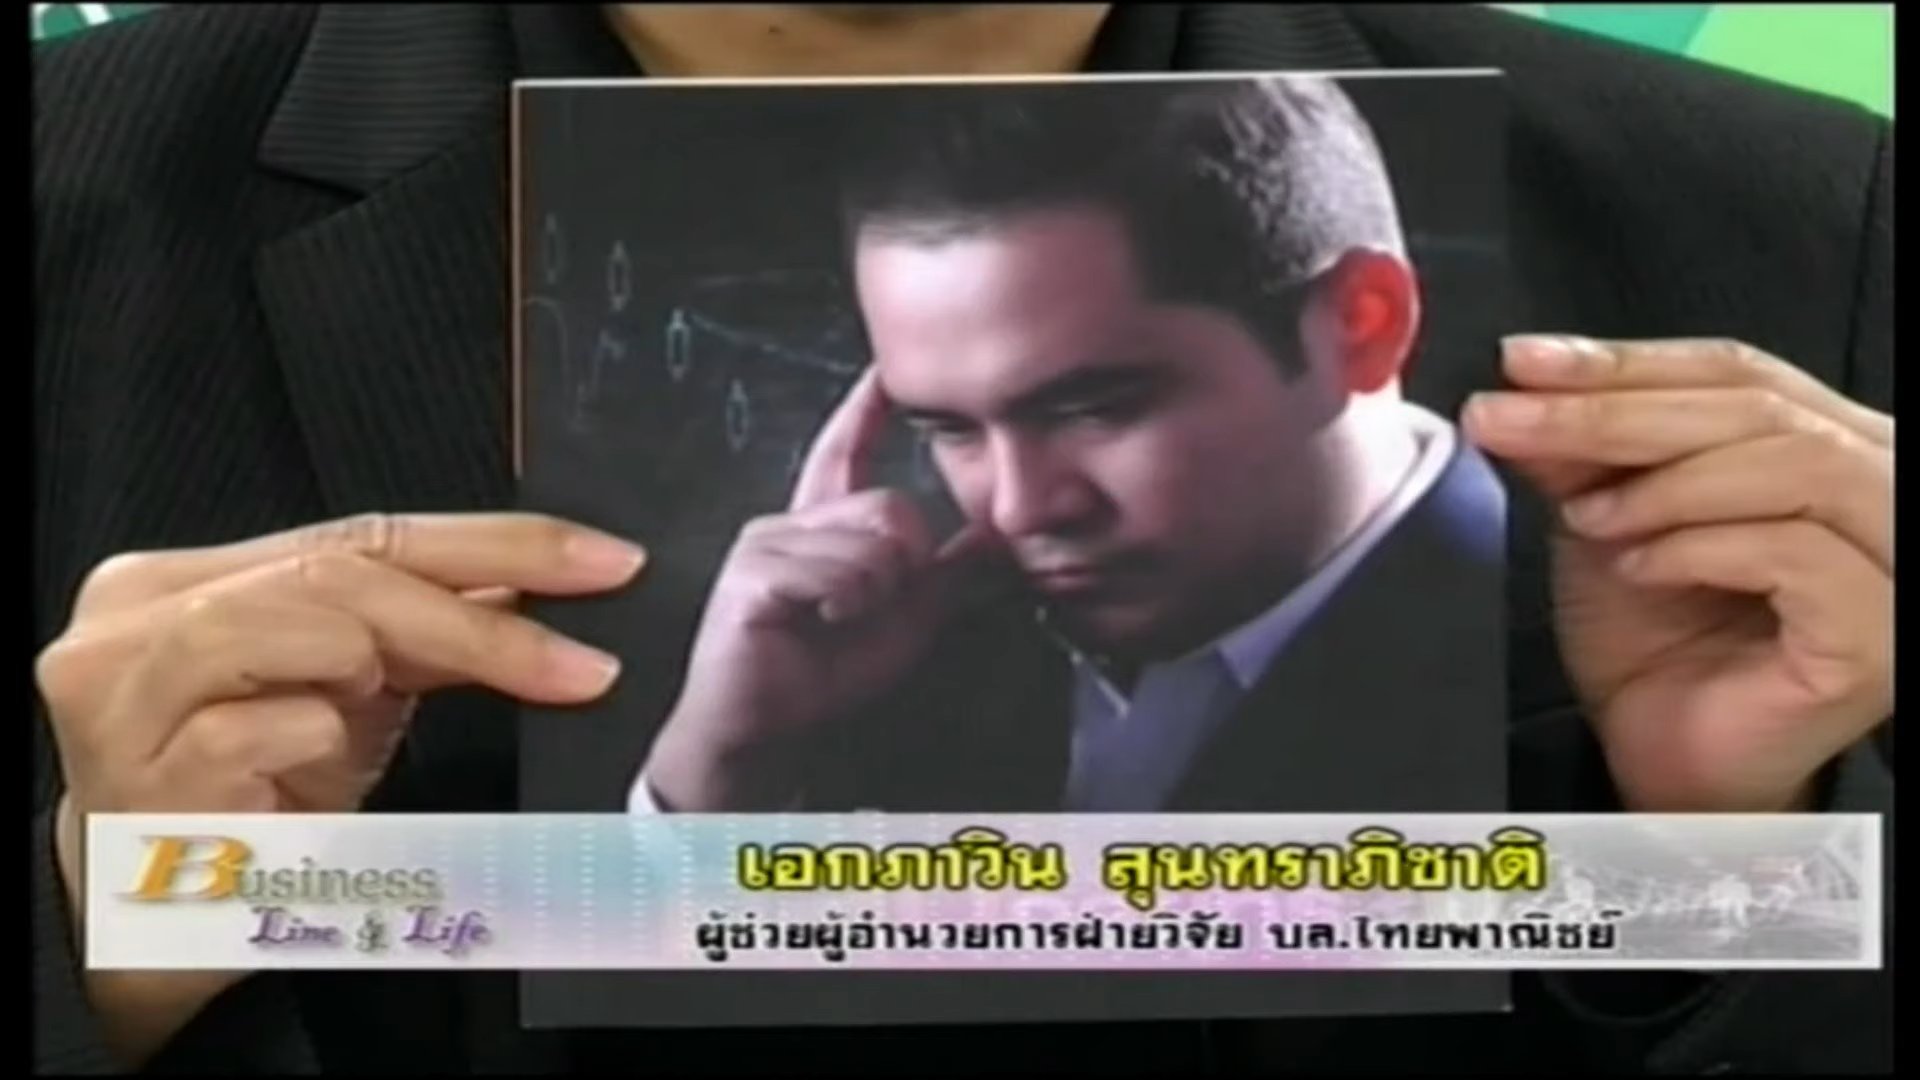 Business
Line & Life
เอกภาวิน สุนทราภิชาติ
ผู้ช่วยผู้อำนวยการฝ่ายวิจัย บล.ไทยพาณิชย์